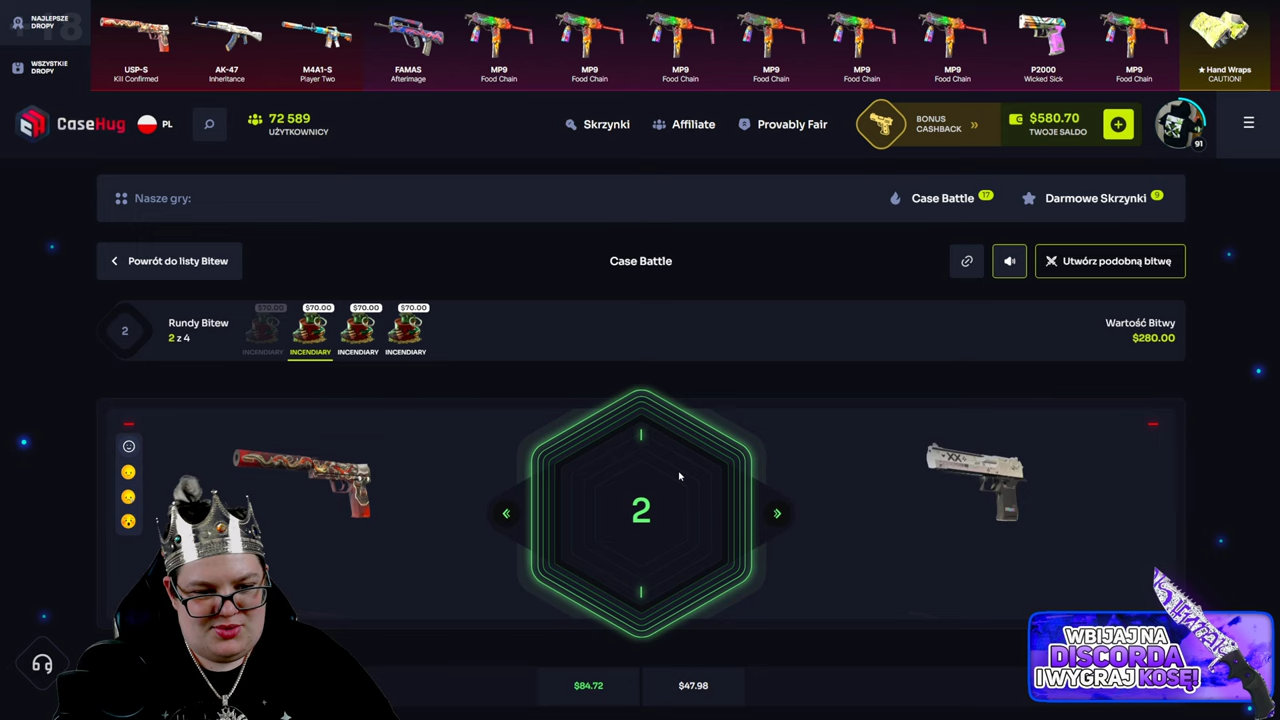 NAJLEPSZE
DROPY
WSZYSTKIE
DROPY
USP-S
Kill Confirmed
AK-47
Inheritance
M4A1-S
Player Two
FAMAS
Afterimage
MP9
Food Chain
MP9
Food Chain
MP9
Food Chain
MP9
Food Chain
MP9
Food Chain
MP9
Food Chain
P2000
Wicked Sick
MP9
Food Chain
★ Hand Wraps
CAUTION!
CaseHug
PL
72 589
UŻYTKOWNICY
Skrzynki
Affiliate
Provably Fair
BONUS
CASHBACK
$580.70
TWOJE SALDO
91
Nasze gry:
Case Battle 17
Darmowe Skrzynki 9
Powrót do listy Bitew
Case Battle
Utwórz podobną bitwę
2
Rundy Bitew
2 z 4
$70.00
INCENDIARY
$70.00
INCENDIARY
$70.00
INCENDIARY
$70.00
INCENDIARY
Wartość Bitwy
$280.00
2
$84.72
$47.98
WBIJAJ NA
DISCORDA
I WYGRAJ KOSĘ!